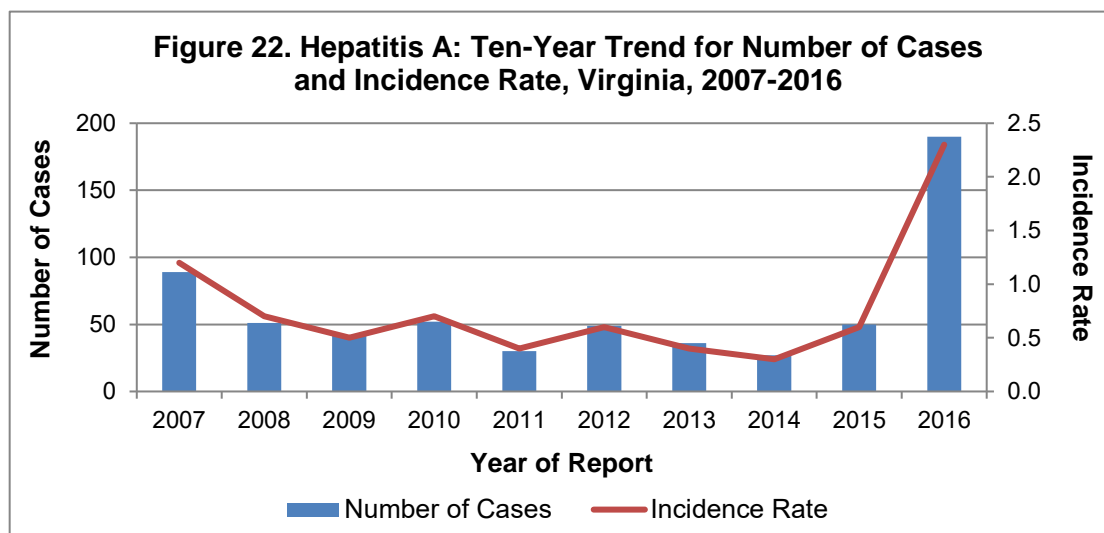 Figure 22. Hepatitis A: Ten-Year Trend for Number of Cases
and Incidence Rate, Virginia, 2007-2016
Number of Cases
200
150
100
50
0
2.5
2.0
1.5
1.0
0.5
0.0
Incidence Rate
2007 2008 2009 2010 2011 2012 2013 2014 2015 2016
Year of Report
Number of Cases Incidence Rate